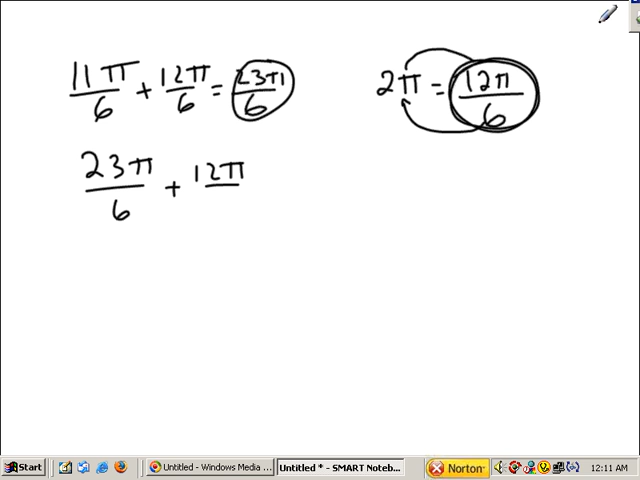 11π/6 + 12π/6 = 23π/6
2π = 12π/6
23π/6 + 12π
Start
Untitled - Windows Media ...
Untitled * - SMART Noteb...
Norton
12:11 AM